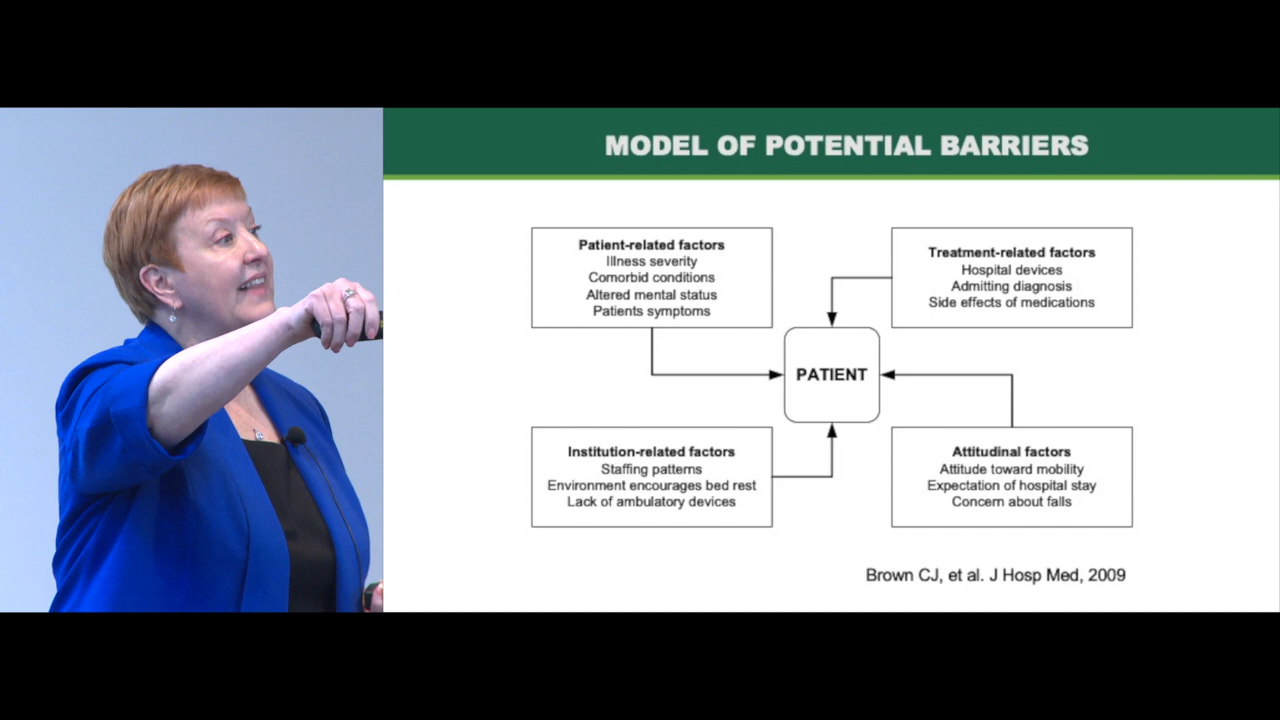 MODEL OF POTENTIAL BARRIERS
Patient-related factors
Illness severity
Comorbid conditions
Altered mental status
Patients symptoms
Treatment-related factors
Hospital devices
Admitting diagnosis
Side effects of medications
PATIENT
Institution-related factors
Staffing patterns
Environment encourages bed rest
Lack of ambulatory devices
Attitudinal factors
Attitude toward mobility
Expectation of hospital stay
Concern about falls
Brown CJ, et al. J Hosp Med, 2009